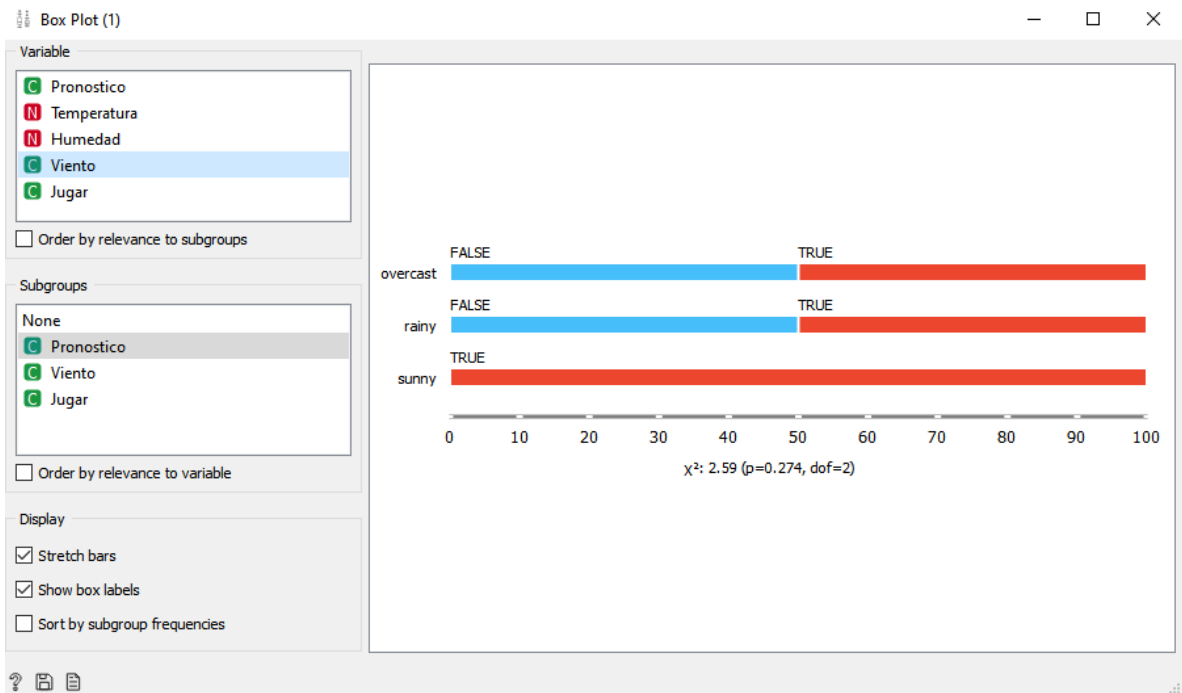 Box Plot (1)
Variable
C Pronostico
N Temperatura
N Humedad
C Viento
C Jugar
Order by relevance to subgroups
Subgroups
None
C Pronostico
C Viento
C Jugar
Order by relevance to variable
Display
Stretch bars
Show box labels
Sort by subgroup frequencies
?
FALSE TRUE
overcast
FALSE TRUE
rainy
TRUE
sunny
0 10 20 30 40 50 60 70 80 90 100
χ²: 2.59 (p=0.274, dof=2)